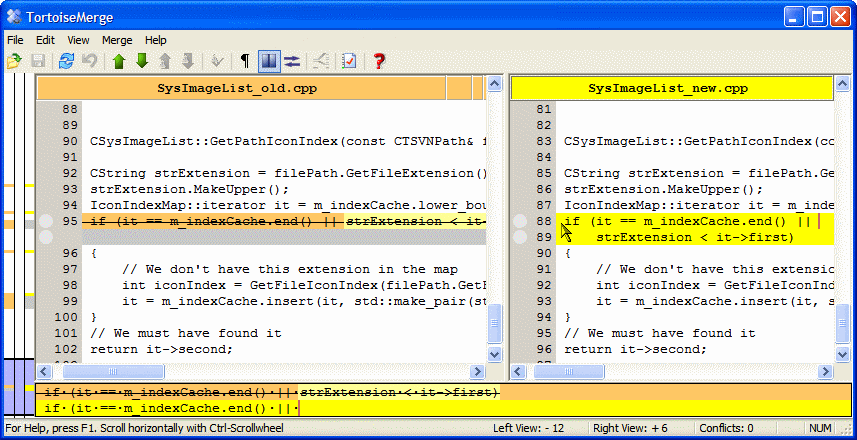 TortoiseMerge
File Edit View Merge Help
SysImageList_old.cpp
88
89
90 CSysImageList::GetPathIconIndex(const CTSVNPath& f
91
92 CString strExtension = filePath.GetFileExtension()
93 strExtension.MakeUpper();
94 IconIndexMap::iterator it = m_indexCache.lower_bou
95 if (it == m_indexCache.end() || strExtension < it-
96 {
97 // We don't have this extension in the map
98 int iconIndex = GetFileIconIndex(filePath.GetF
99 it = m_indexCache.insert(it, std::make_pair(st
100 }
101 // We must have found it
102 return it->second;
SysImageList_new.cpp
81
82
83 CSysImageList::GetPathIconIndex(co
84
85 CString strExtension = filePath.Ge
86 strExtension.MakeUpper();
87 IconIndexMap::iterator it = m_inde
88 if (it == m_indexCache.end() ||
89 strExtension < it->first)
90 {
91 // We don't have this extensio
92 int iconIndex = GetFileIconInd
93 it = m_indexCache.insert(it, s
94 }
95 // We must have found it
96 return it->second;
if·(it·==·m_indexCache.end()·||·strExtension·<·it->first)
if·(it·==·m_indexCache.end()·||·
For Help, press F1. Scroll horizontally with Ctrl-Scrollwheel Left View: - 12 Right View: + 6 Conflicts: 0 NUM